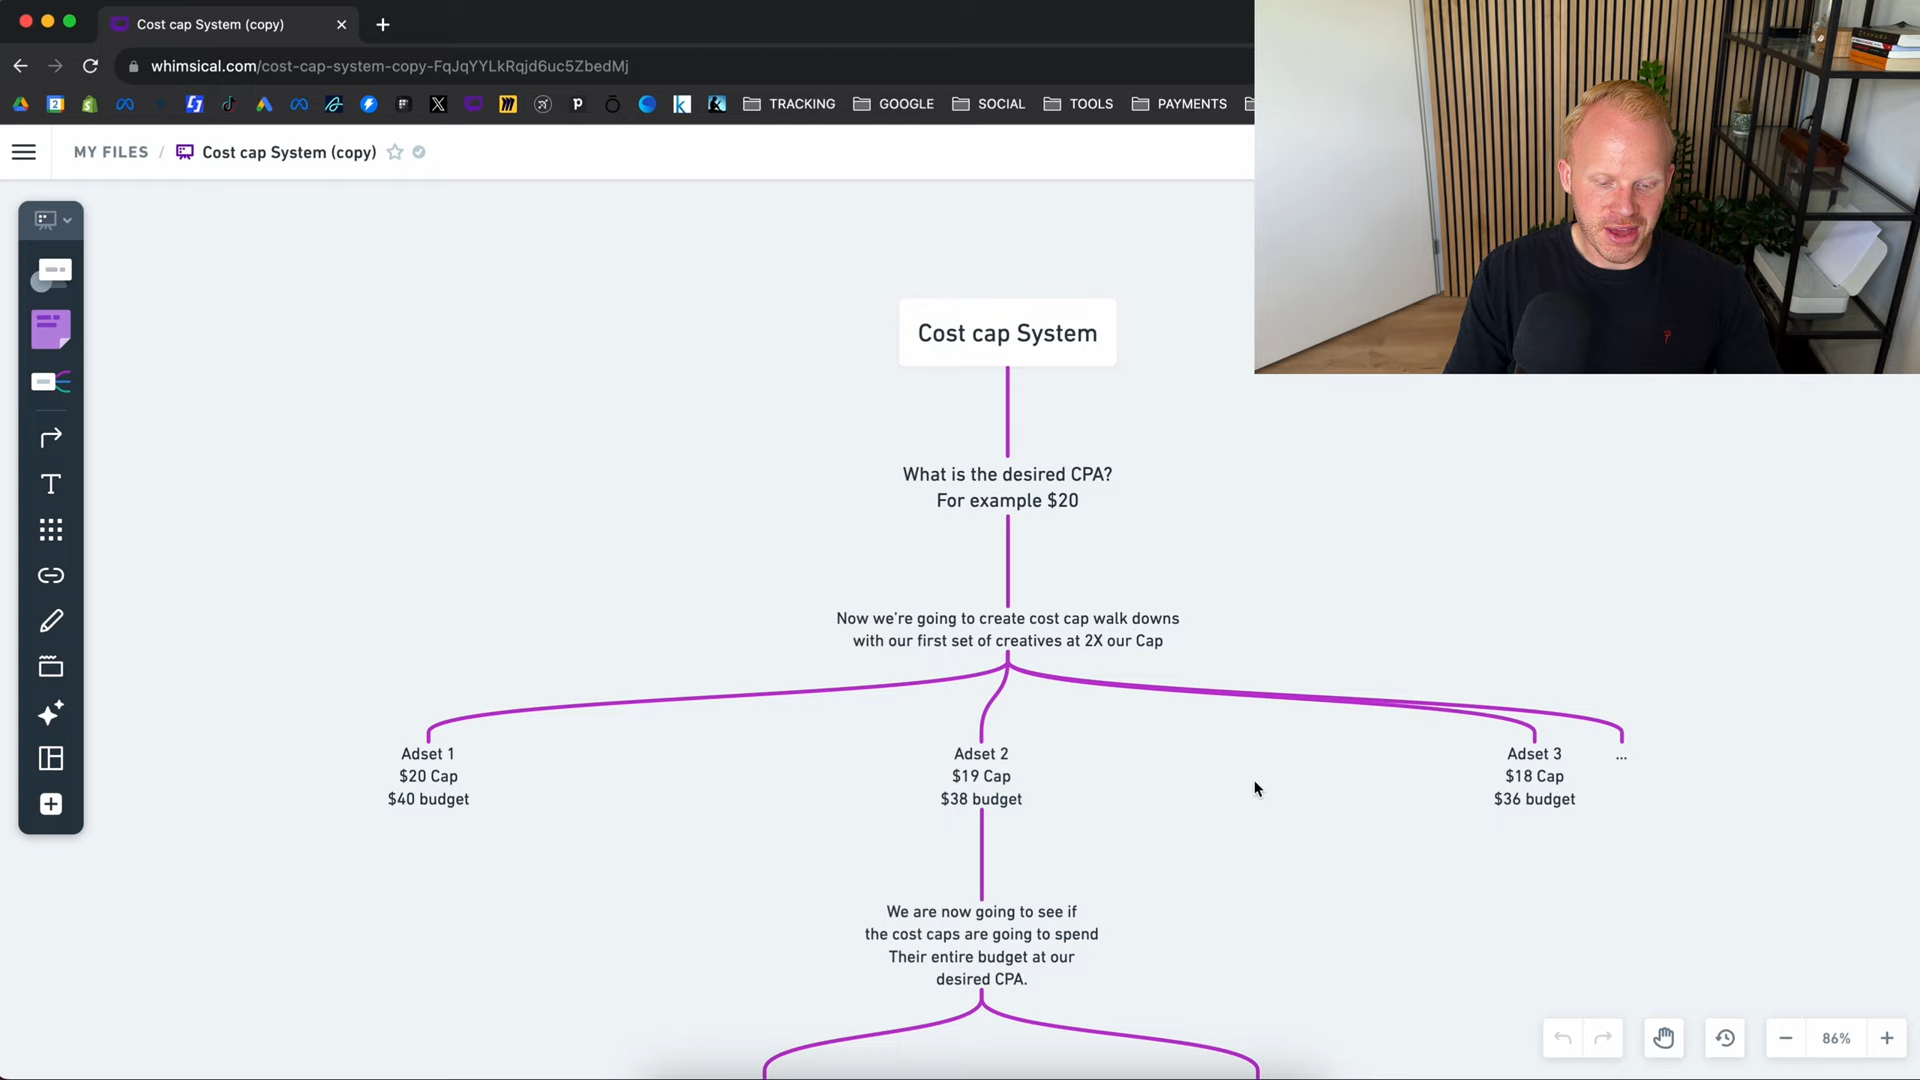 Cost cap System (copy)
whimsical.com/cost-cap-system-copy-FqJqYYLkRqjd6uc5ZbedMj
TRACKING
GOOGLE
SOCIAL
TOOLS
PAYMENTS
MY FILES / Cost cap System (copy)
Cost cap System
What is the desired CPA?
For example $20
Now we're going to create cost cap walk downs
with our first set of creatives at 2X our Cap
Adset 1
$20 Cap
$40 budget
Adset 2
$19 Cap
$38 budget
Adset 3
$18 Cap
$36 budget
...
We are now going to see if
the cost caps are going to spend
Their entire budget at our
desired CPA.
86%